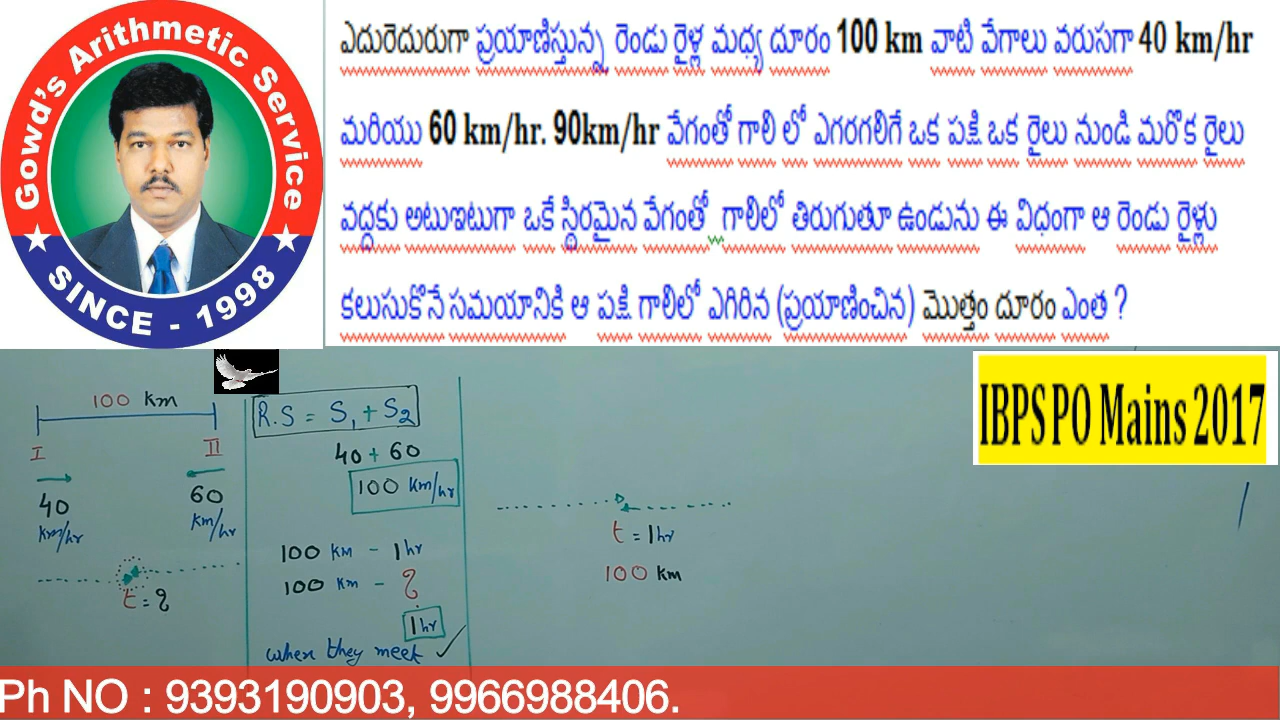 Gowd's Arithmetic Service
SINCE - 1998
ఎదురెదురుగా ప్రయాణిస్తున్న రెండు రైళ్ల మధ్య దూరం 100 km వాటి వేగాలు వరుసగా 40 km/hr
మరియు 60 km/hr. 90km/hr వేగంతో గాలి లో ఎగరగలిగే ఒక పక్షి ఒక రైలు నుండి మరొక రైలు
వద్దకు అటుఇటుగా ఒకే స్థిరమైన వేగంతో గాలిలో తిరుగుతూ ఉండును ఈ విధంగా ఆ రెండు రైళ్లు
కలుసుకొనే సమయానికి ఆ పక్షి గాలిలో ఎగిరిన (ప్రయాణించిన) మొత్తం దూరం ఎంత ?
IBPS PO Mains 2017
100 km
I II
40 60
km/hr km/hr
t = ?
R.S = S₁ + S₂
40 + 60
100 km/hr
100 km - 1hr
100 km - ?
1hr
when they meet ✓
t = 1hr
100 km
Ph NO : 9393190903, 9966988406.